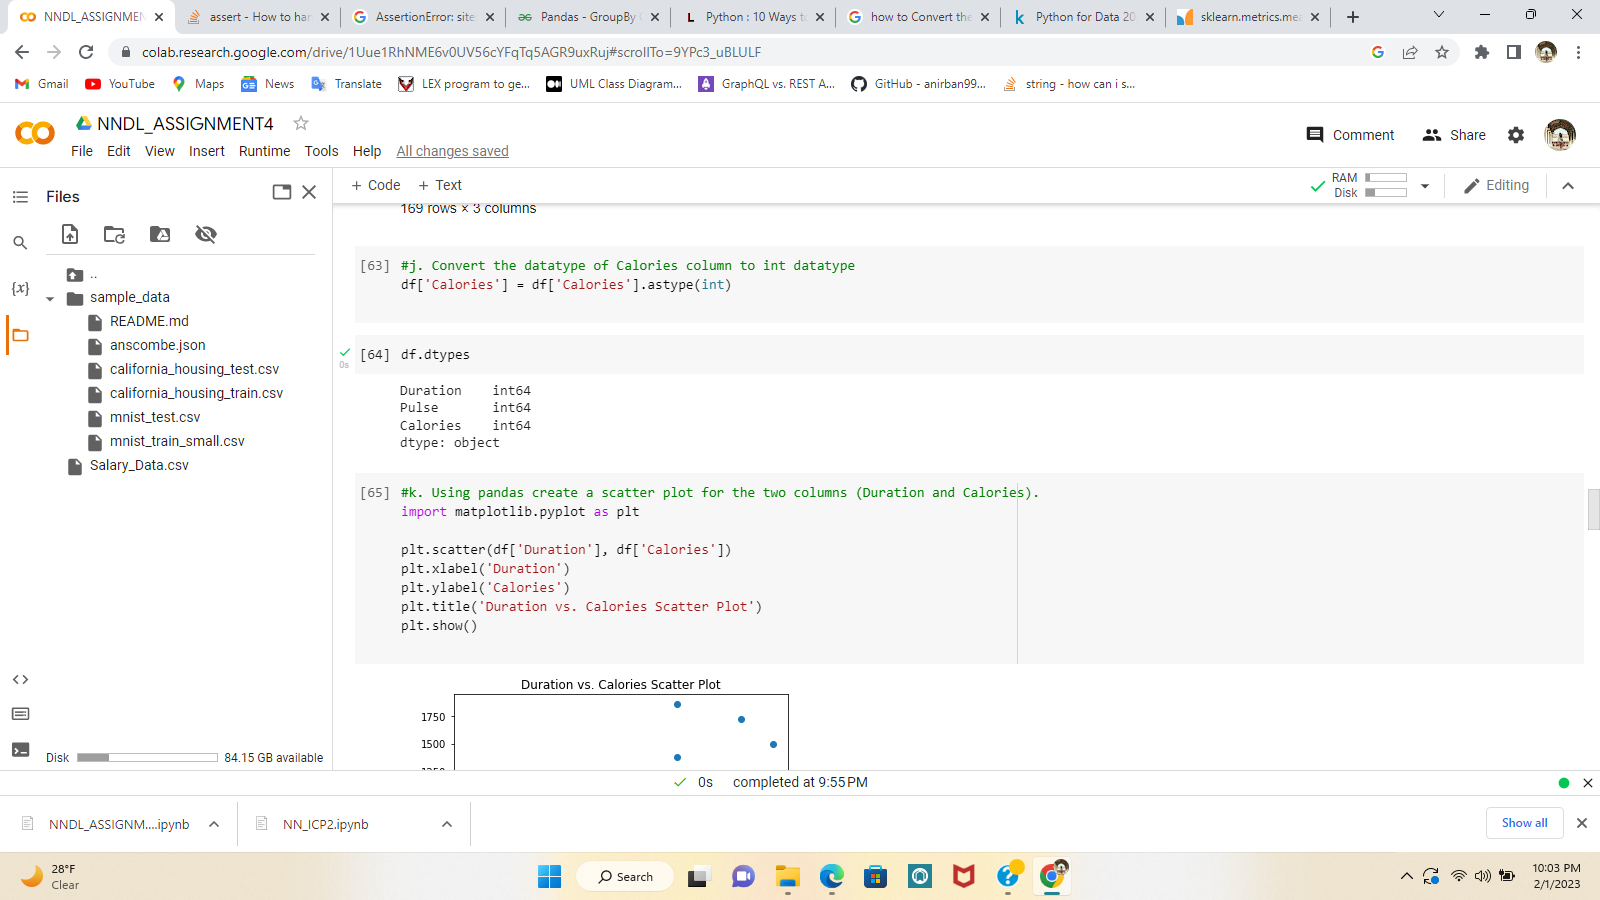 NNDL_ASSIGNMEN
assert - How to han
AssertionError: site
Pandas - GroupBy
Python : 10 Ways t
how to Convert the
Python for Data 20
sklearn.metrics.me
colab.research.google.com/drive/1Uue1RhNME6v0UV56cYFqTq5AGR9uxRuj#scrollTo=9YPc3_uBLULF
Gmail
YouTube
Maps
News
Translate
LEX program to ge...
UML Class Diagram...
GraphQL vs. REST A...
GitHub - anirban99...
string - how can i s...
NNDL_ASSIGNMENT4
File Edit View Insert Runtime Tools Help All changes saved
Comment
Share
Files
+ Code + Text
RAM
Disk
Editing
169 rows × 3 columns
..
sample_data
README.md
anscombe.json
california_housing_test.csv
california_housing_train.csv
mnist_test.csv
mnist_train_small.csv
Salary_Data.csv
Disk 84.15 GB available
{x}
[63] #j. Convert the datatype of Calories column to int datatype
df['Calories'] = df['Calories'].astype(int)
0s
[64] df.dtypes
Duration int64
Pulse int64
Calories int64
dtype: object
[65] #k. Using pandas create a scatter plot for the two columns (Duration and Calories).
import matplotlib.pyplot as plt
plt.scatter(df['Duration'], df['Calories'])
plt.xlabel('Duration')
plt.ylabel('Calories')
plt.title('Duration vs. Calories Scatter Plot')
plt.show()
Duration vs. Calories Scatter Plot
1750
1500
0s completed at 9:55 PM
NNDL_ASSIGNM....ipynb
NN_ICP2.ipynb
Show all
28°F
Clear
Search
10:03 PM
2/1/2023